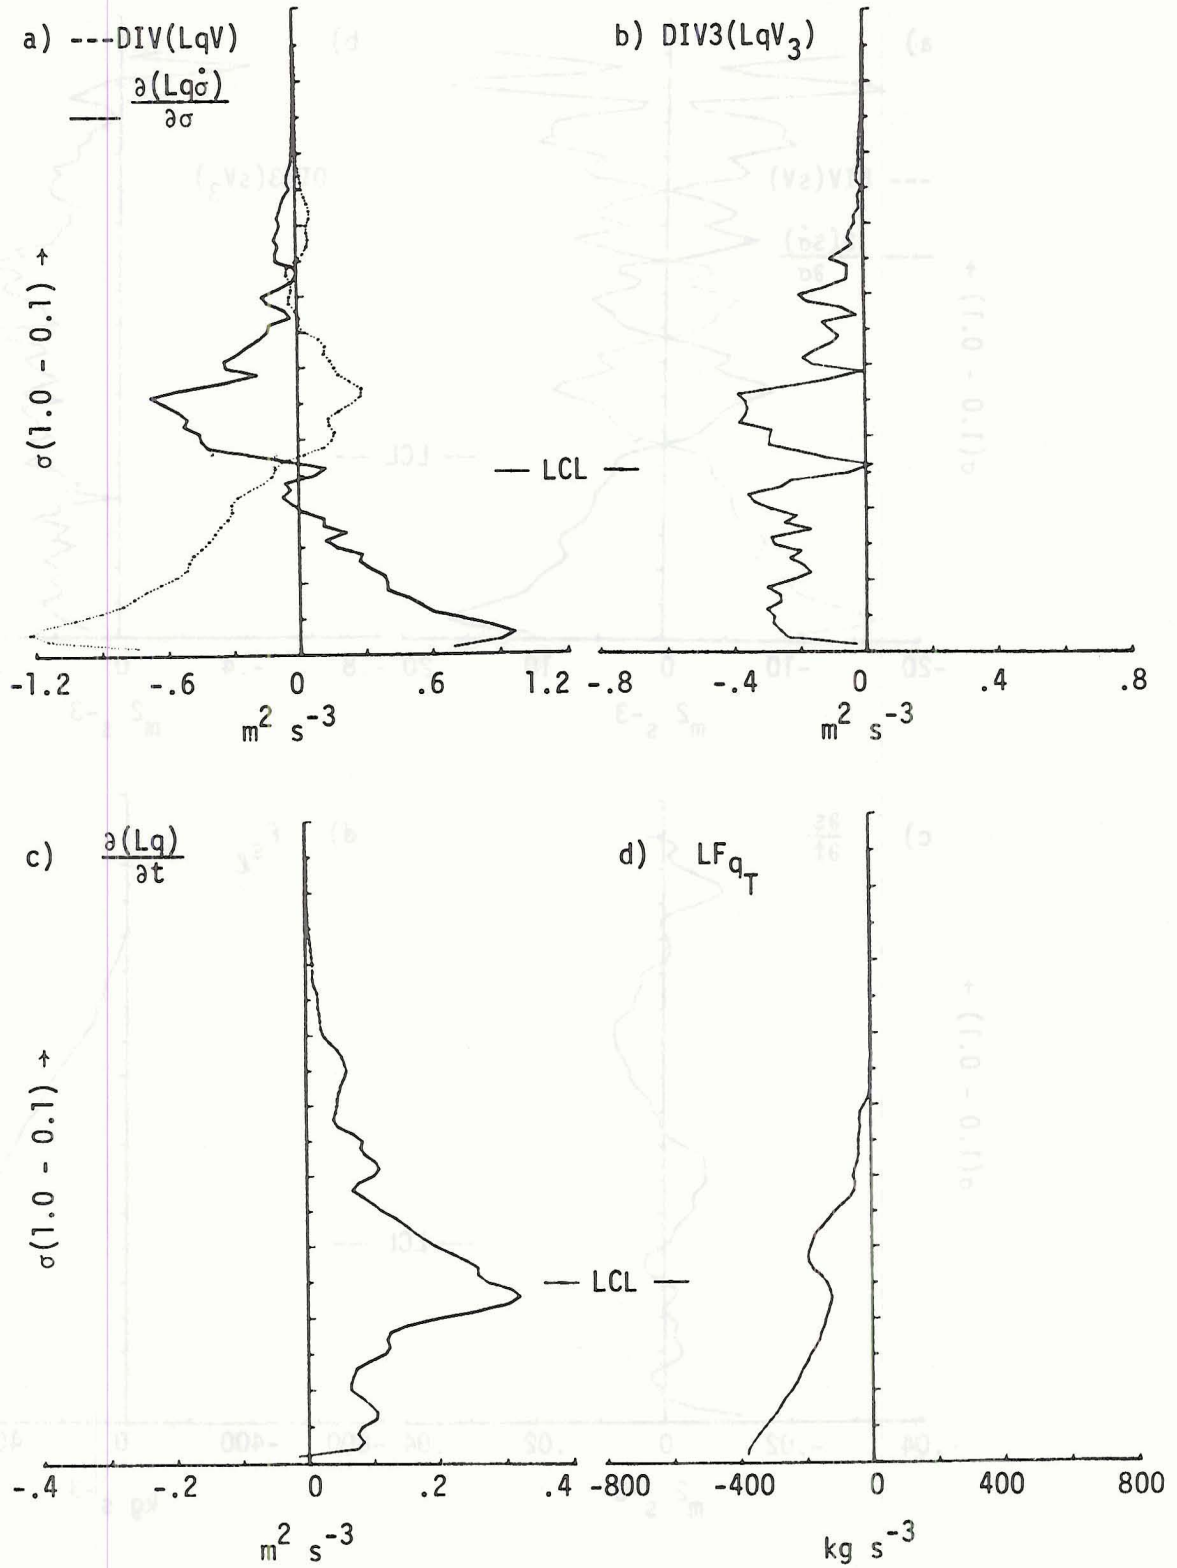 a) ---DIV(LqV)
∂(Lqσ̇)
∂σ
b) DIV3(LqV₃)
σ(1.0 - 0.1) →
— LCL —
-1.2 -.6 0 .6 1.2
m² s⁻³
-.8 -.4 0 .4 .8
m² s⁻³
c) ∂(Lq)
∂t
d) LFqT
σ(1.0 - 0.1) →
— LCL —
-.4 -.2 0 .2 .4
m² s⁻³
-800 -400 0 400 800
kg s⁻³